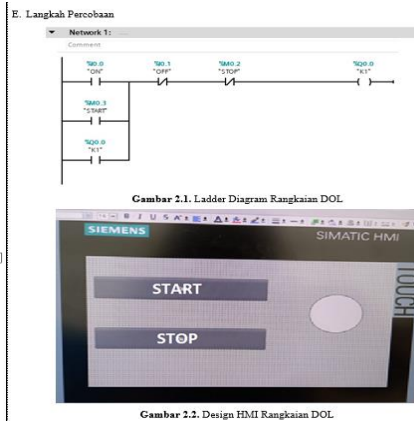 E. Langkah Percobaan
Network 1: ....
Comment
%I0.0 %I0.1 %M0.2 %Q0.0
"ON" "OFF" "STOP" "K1"
%M0.3
"START"
%Q0.0
"K1"
Gambar 2.1. Ladder Diagram Rangkaian DOL
SIEMENS
SIMATIC HMI
TOUCH
START
STOP
Gambar 2.2. Design HMI Rangkaian DOL